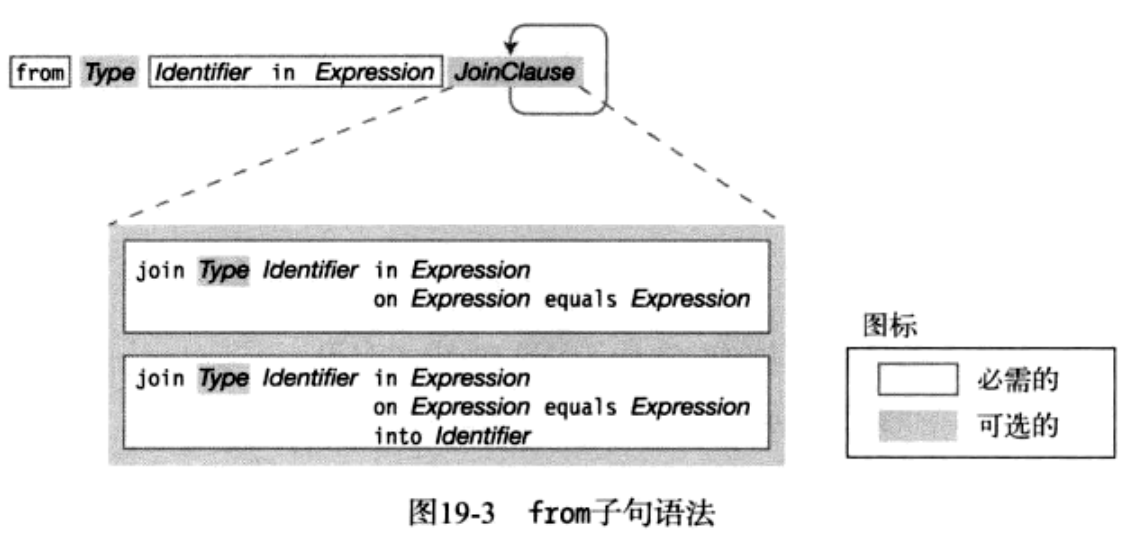 from Type Identifier in Expression JoinClause
join Type Identifier in Expression
on Expression equals Expression
join Type Identifier in Expression
on Expression equals Expression
into Identifier
图标
必需的
可选的
图19-3 from子句语法